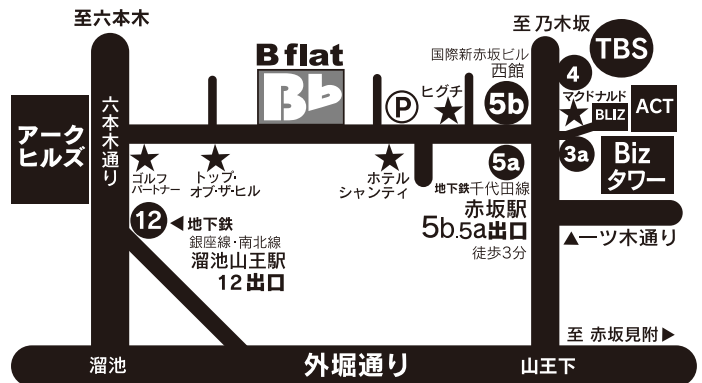 至六本木
至乃木坂
B flat
Bb
国際新赤坂ビル
西館
TBS
4
マクドナルド
BLIZ
ACT
六本木通り
P
ヒグチ
5b
アーク
ヒルズ
5a
3a
Biz
タワー
ゴルフ
パートナー
トップ・
オブ・ザ・ヒル
ホテル
シャンティ
地下鉄千代田線
赤坂駅
5b.5a出口
徒歩3分
12
◀地下鉄
銀座線・南北線
溜池山王駅
12出口
▲一ツ木通り
至 赤坂見附▶
溜池
外堀通り
山王下